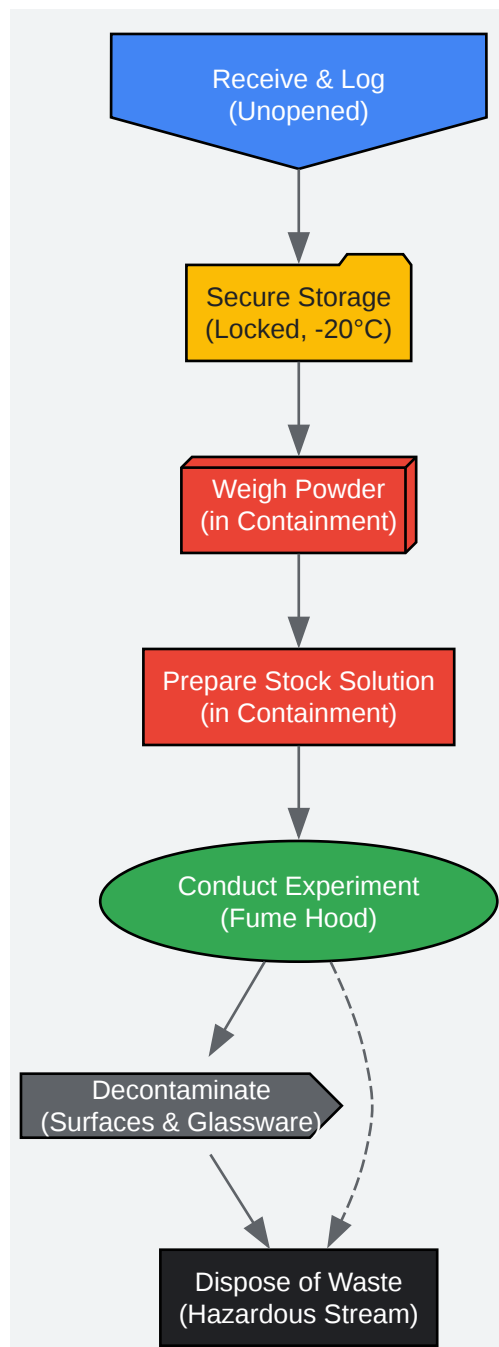 Receive & Log
(Unopened)
Secure Storage
(Locked, -20°C)
Weigh Powder
(in Containment)
Prepare Stock Solution
(in Containment)
Conduct Experiment
(Fume Hood)
Decontaminate
(Surfaces & Glassware)
Dispose of Waste
(Hazardous Stream)